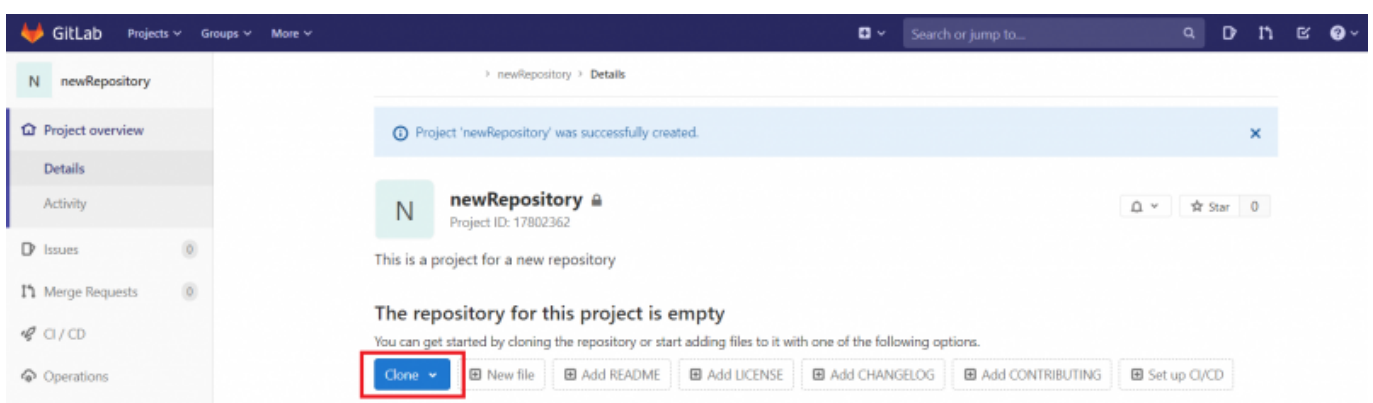 GitLab Projects Groups More Search or jump to...
N newRepository
> newRepository > Details
Project overview
Project 'newRepository' was successfully created.
Details
Activity
N
newRepository
Project ID: 17802362
Star 0
Issues 0
This is a project for a new repository
Merge Requests 0
The repository for this project is empty
CI / CD
You can get started by cloning the repository or start adding files to it with one of the following options.
Operations
Clone New file Add README Add LICENSE Add CHANGELOG Add CONTRIBUTING Set up CI/CD